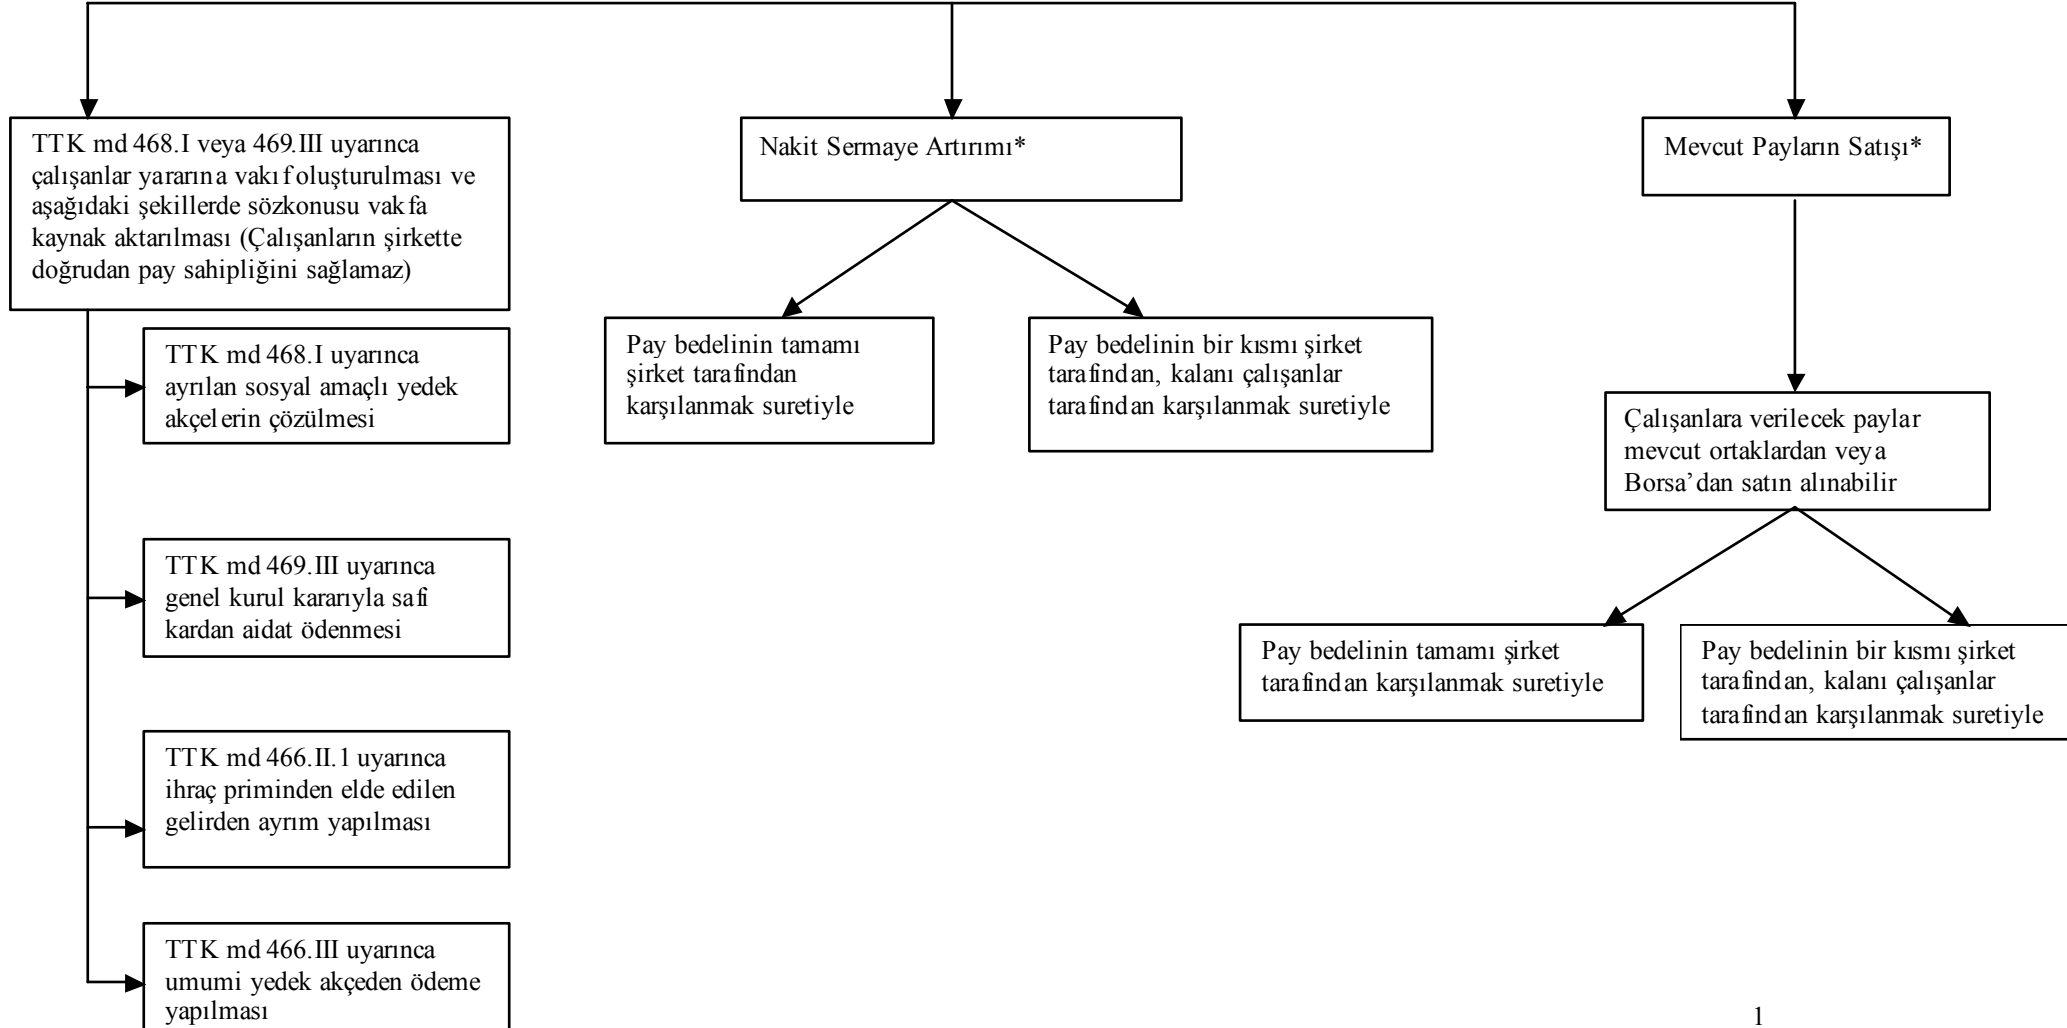 TTK md 468.I veya 469.III uyarınca
çalışanlar yararına vakıf oluşturulması ve
aşağıdaki şekillerde sözkonusu vakfa
kaynak aktarılması (Çalışanların şirkette
doğrudan pay sahipliğini sağlamaz)
TTK md 468.I uyarınca
ayrılan sosyal amaçlı yedek
akçelerin çözülmesi
TTK md 469.III uyarınca
genel kurul kararıyla safi
kardan aidat ödenmesi
TTK md 466.II.1 uyarınca
ihraç priminden elde edilen
gelirden ayrım yapılması
TTK md 466.III uyarınca
umumi yedek akçeden ödeme
yapılması
Nakit Sermaye Artırımı*
Pay bedelinin tamamı
şirket tarafından
karşılanmak suretiyle
Pay bedelinin bir kısmı şirket
tarafından, kalanı çalışanlar
tarafından karşılanmak suretiyle
Mevcut Payların Satışı*
Çalışanlara verilecek paylar
mevcut ortaklardan veya
Borsa'dan satın alınabilir
Pay bedelinin tamamı şirket
tarafından karşılanmak suretiyle
Pay bedelinin bir kısmı şirket
tarafından, kalanı çalışanlar
tarafından karşılanmak suretiyle
1